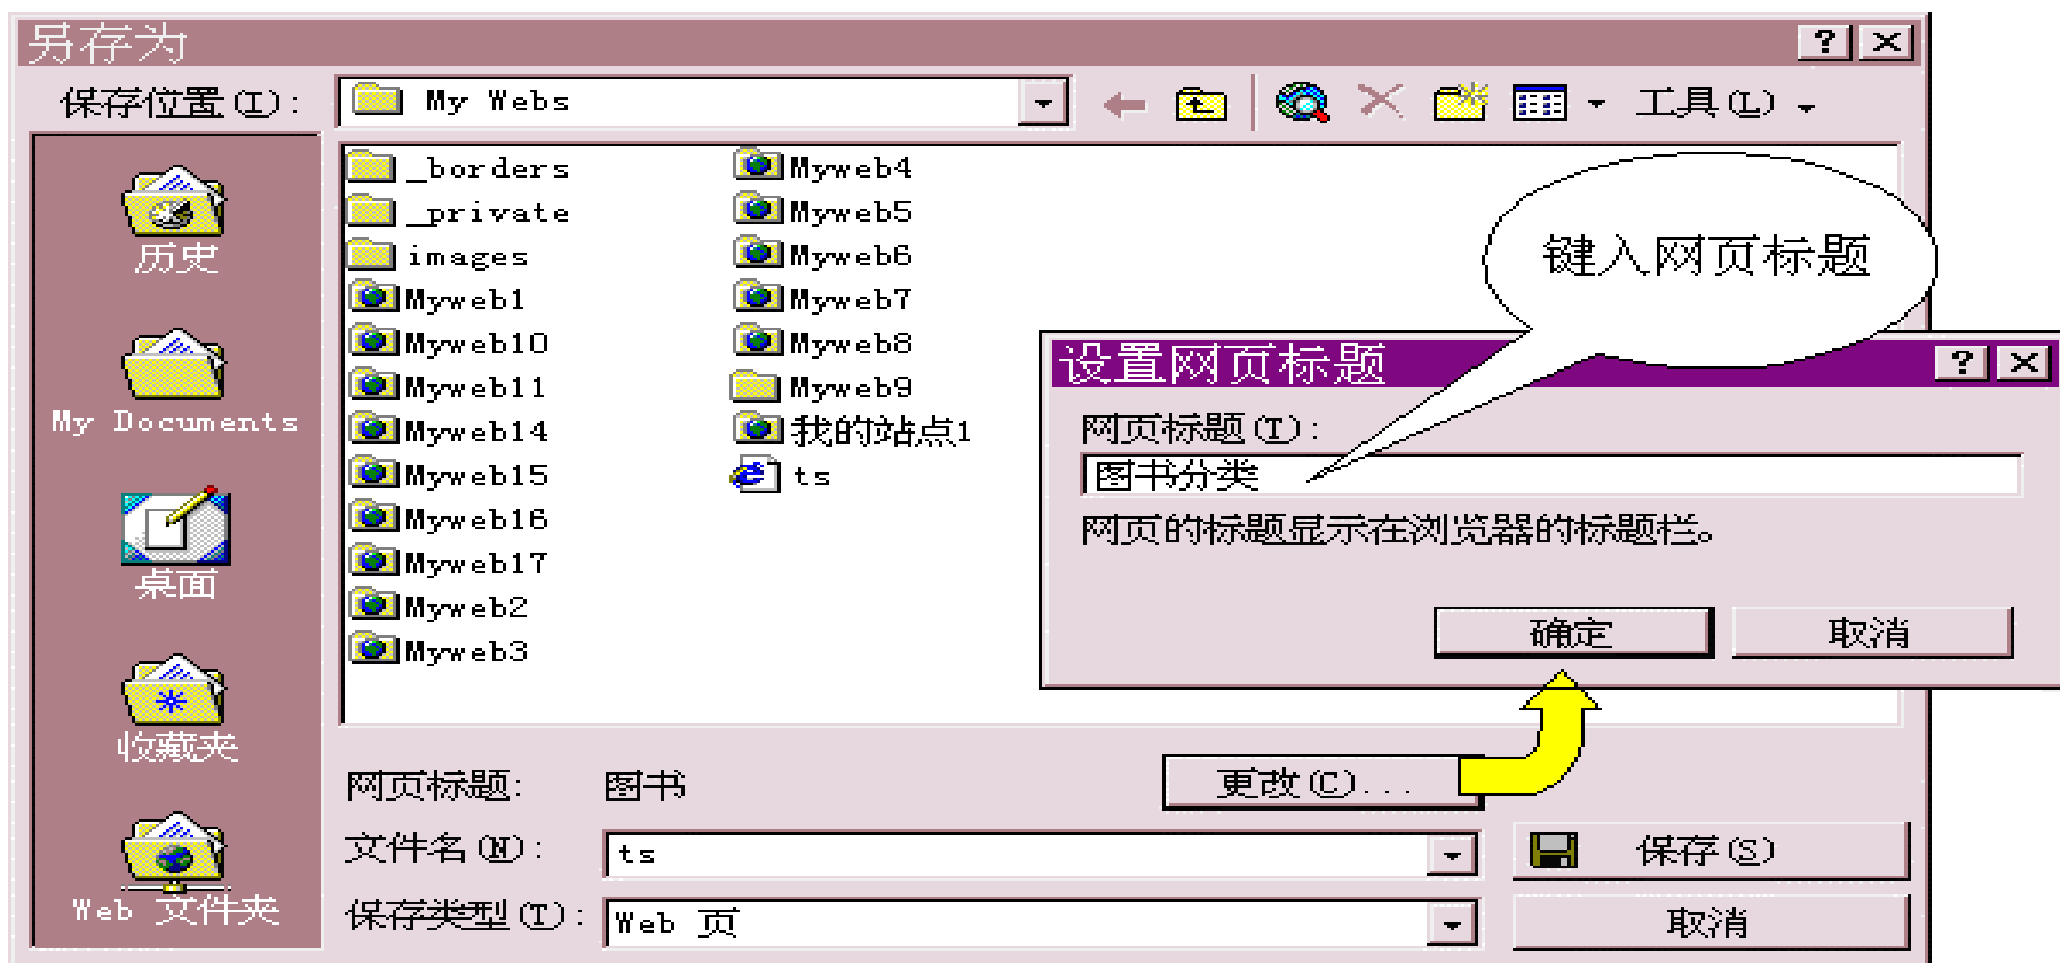 另存为
保存位置(I):
My Webs
工具(L)
历史
My Documents
桌面
收藏夹
Web 文件夹
_borders
_private
images
Myweb1
Myweb10
Myweb11
Myweb14
Myweb15
Myweb16
Myweb17
Myweb2
Myweb3
Myweb4
Myweb5
Myweb6
Myweb7
Myweb8
Myweb9
我的站点1
ts
键入网页标题
设置网页标题
网页标题(T):
图书分类
网页的标题显示在浏览器的标题栏。
确定
取消
网页标题: 图书
更改(C)...
文件名(N): ts
保存(S)
保存类型(T): Web 页
取消